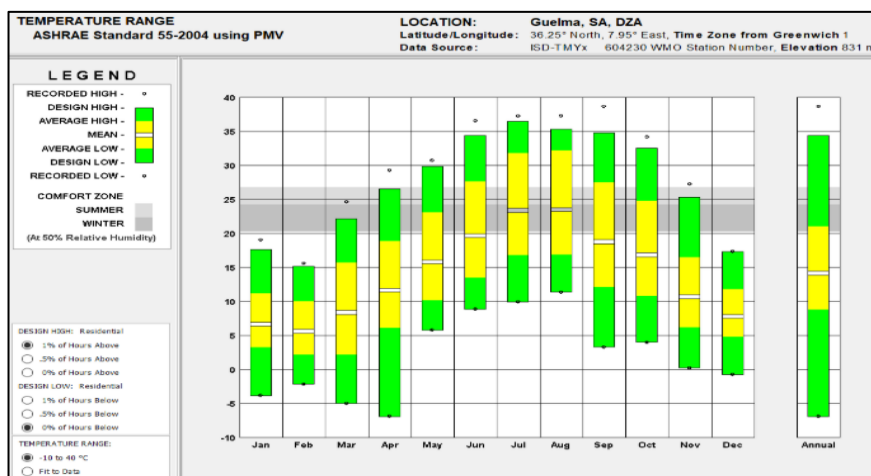 TEMPERATURE RANGE
ASHRAE Standard 55-2004 using PMV
LOCATION: Guelma, SA, DZA
Latitude/Longitude: 36.25° North, 7.95° East, Time Zone from Greenwich 1
Data Source: ISD-TMYx 604230 WMO Station Number, Elevation 831 m
LEGEND
RECORDED HIGH -
DESIGN HIGH -
AVERAGE HIGH -
MEAN -
AVERAGE LOW -
DESIGN LOW -
RECORDED LOW -
COMFORT ZONE
SUMMER
WINTER
(At 50% Relative Humidity)
DESIGN HIGH: Residential
1% of Hours Above
.5% of Hours Above
0% of Hours Above
DESIGN LOW: Residential
1% of Hours Below
.5% of Hours Below
0% of Hours Below
TEMPERATURE RANGE:
-10 to 40 °C
Fit to Data
40
35
30
25
20
15
10
5
0
-5
-10
Jan Feb Mar Apr May Jun Jul Aug Sep Oct Nov Dec Annual